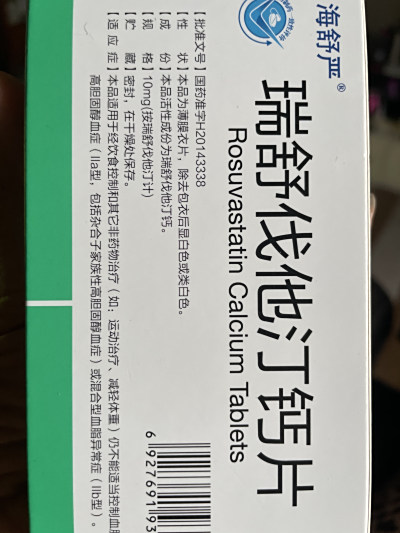 海舒严®
瑞舒伐他汀钙片
Rosuvastatin Calcium Tablets
【批准文号】国药准字H20143338
【性 状】本品为薄膜衣片，除去包衣后显白色或类白色。
【成 份】本品活性成份为瑞舒伐他汀钙。
【规 格】10mg(按瑞舒伐他汀计)
【贮 藏】密封，在干燥处保存。
【适 应 症】本品适用于经饮食控制和其它非药物治疗（如：运动治疗、减轻体重）仍不能适当控制血脂
高胆固醇血症（IIa型，包括杂合子家族性高胆固醇血症）或混合型血脂异常症（IIb型）。
6 927691 93